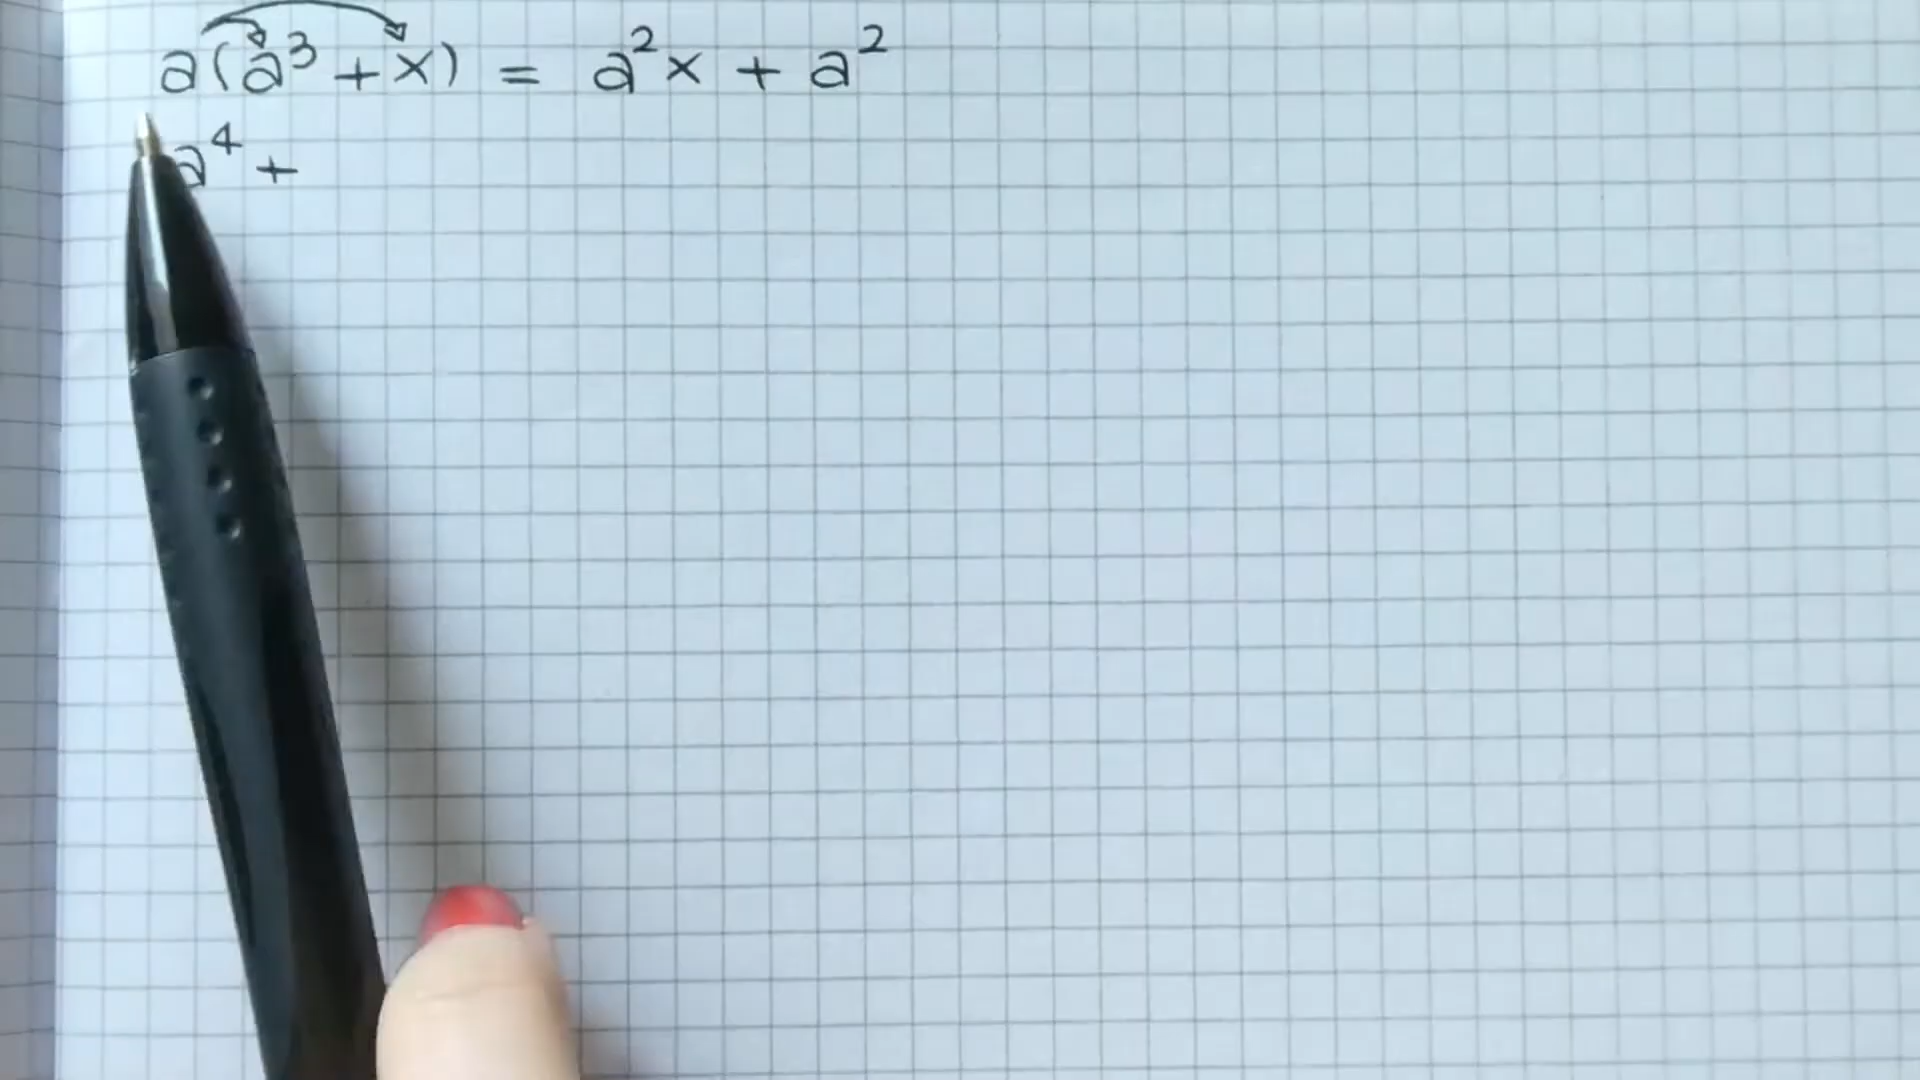 a(a³ + x) = a²x + a²
a⁴ +